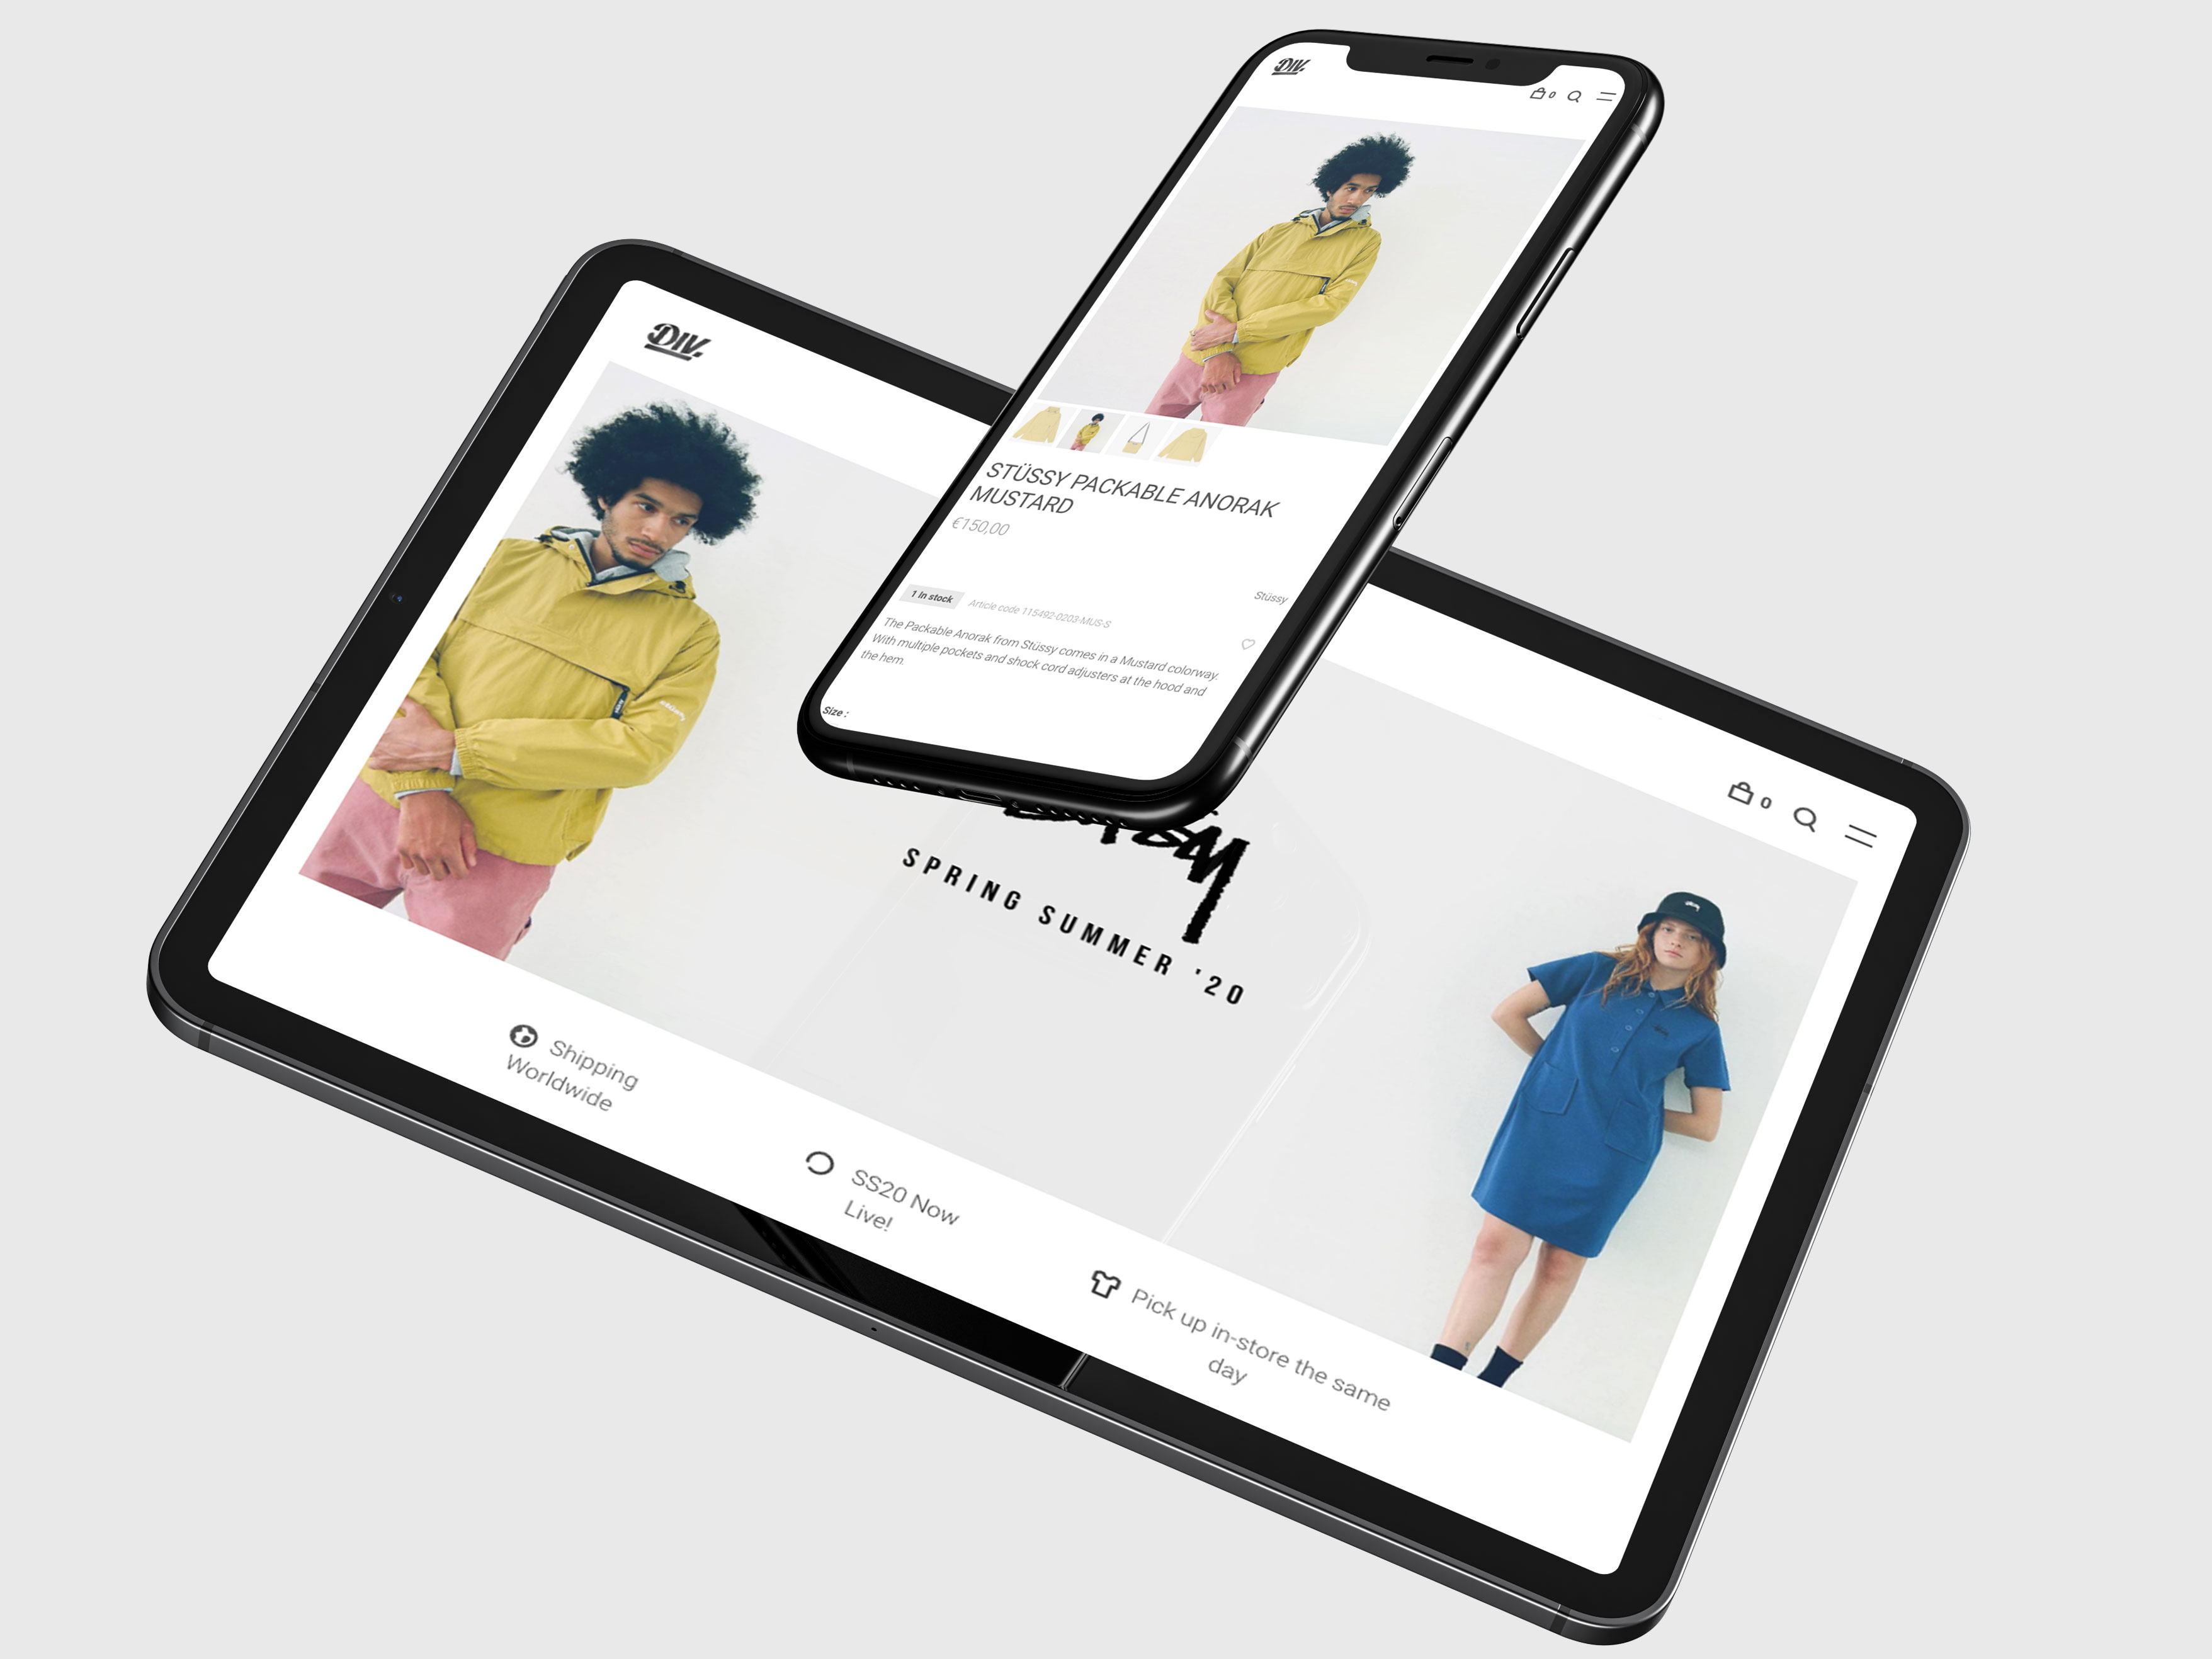 DIV.
0
STÜSSY PACKABLE ANORAK
MUSTARD
€150,00
Stüssy
1 In stock
Article code 115492-0203-MUS-S
The Packable Anorak from Stüssy comes in a Mustard colorway.
With multiple pockets and shock cord adjusters at the hood and
the hem.
Size :
DIV.
0
SPRING SUMMER '20
Shipping
Worldwide
SS20 Now
Live!
Pick up in-store the same
day